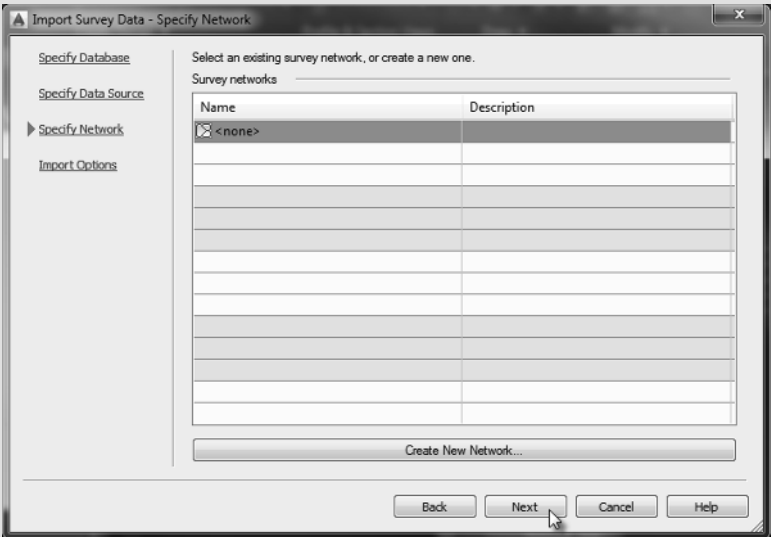 Import Survey Data - Specify Network
Specify Database
Specify Data Source
Specify Network
Import Options
Select an existing survey network, or create a new one.
Survey networks
Name Description
<none>
Create New Network...
Back Next Cancel Help